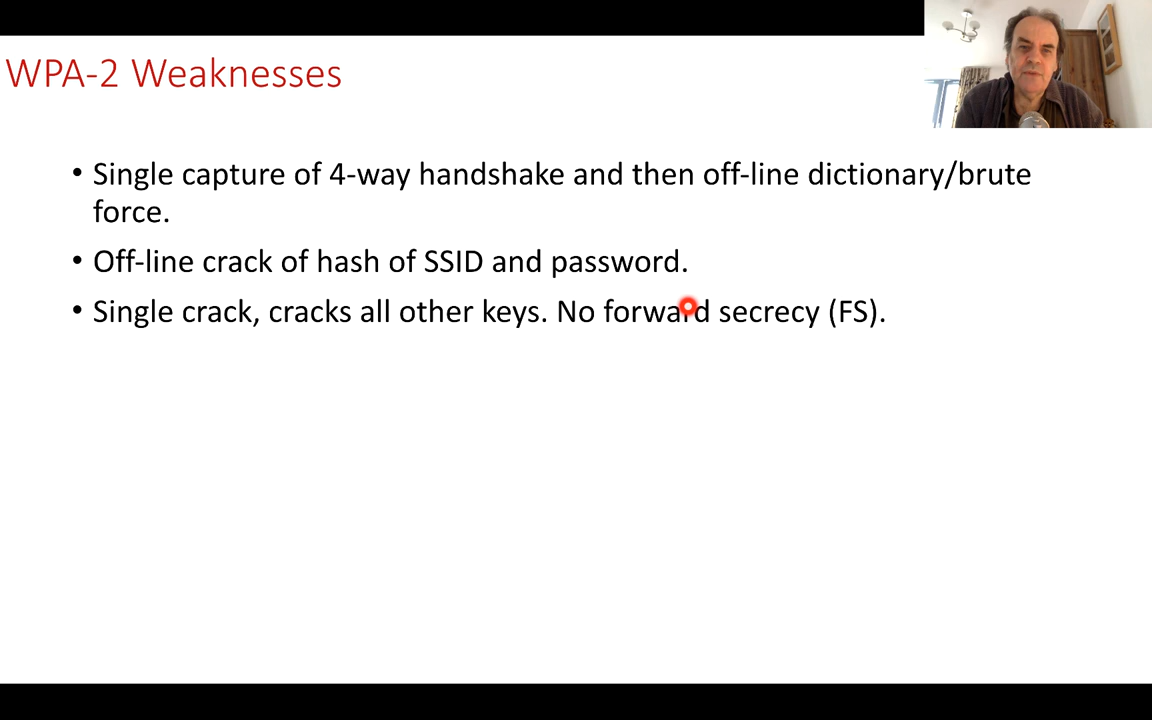 WPA-2 Weaknesses
• Single capture of 4-way handshake and then off-line dictionary/brute
force.
• Off-line crack of hash of SSID and password.
• Single crack, cracks all other keys. No forward secrecy (FS).